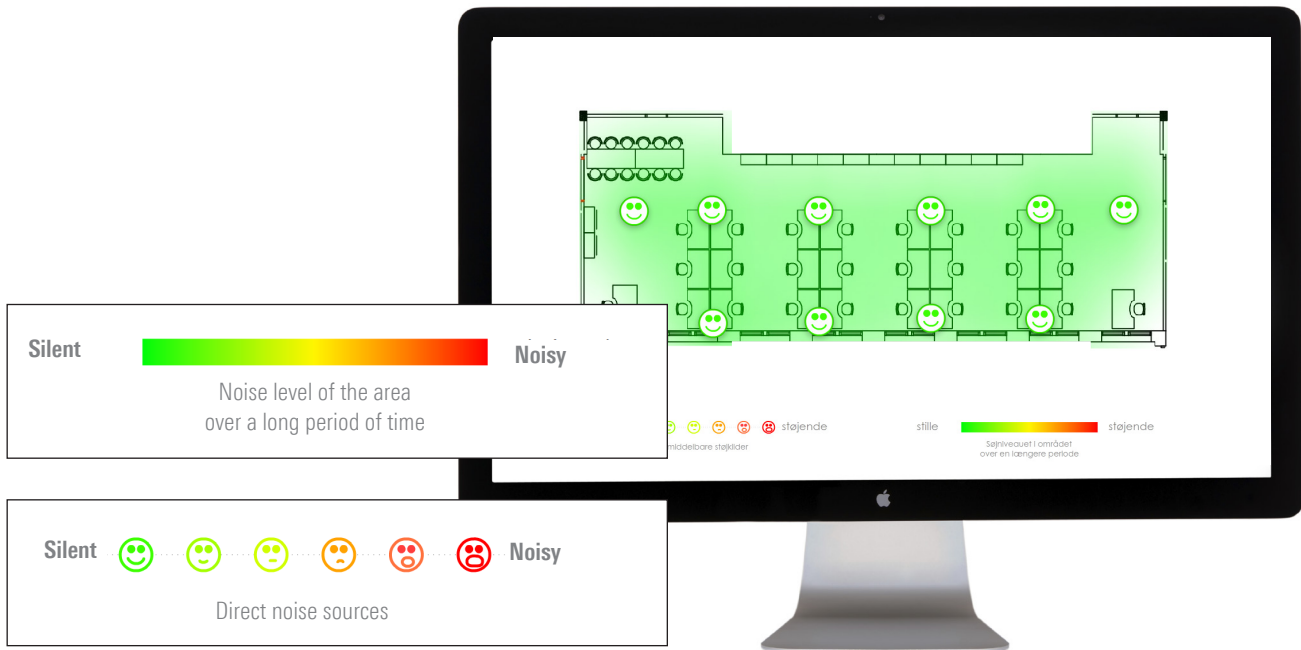 Silent
Noisy
Noise level of the area
over a long period of time
Silent
Noisy
Direct noise sources
støjende
middelbare støjkilder
stille
støjende
Søjniveauet i området
over en længere periode